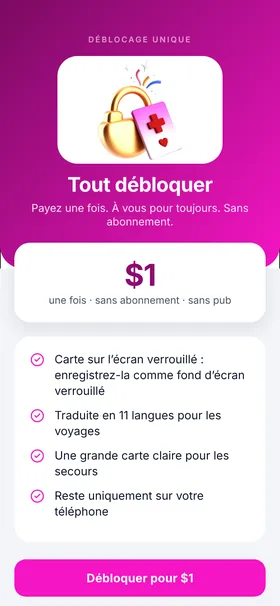 DÉBLOCAGE UNIQUE
Tout débloquer
Payez une fois. À vous pour toujours. Sans
abonnement.
$1
une fois · sans abonnement · sans pub
Carte sur l’écran verrouillé :
enregistrez-la comme fond d’écran
verrouillé
Traduite en 11 langues pour les
voyages
Une grande carte claire pour les
secours
Reste uniquement sur votre
téléphone
Débloquer pour $1